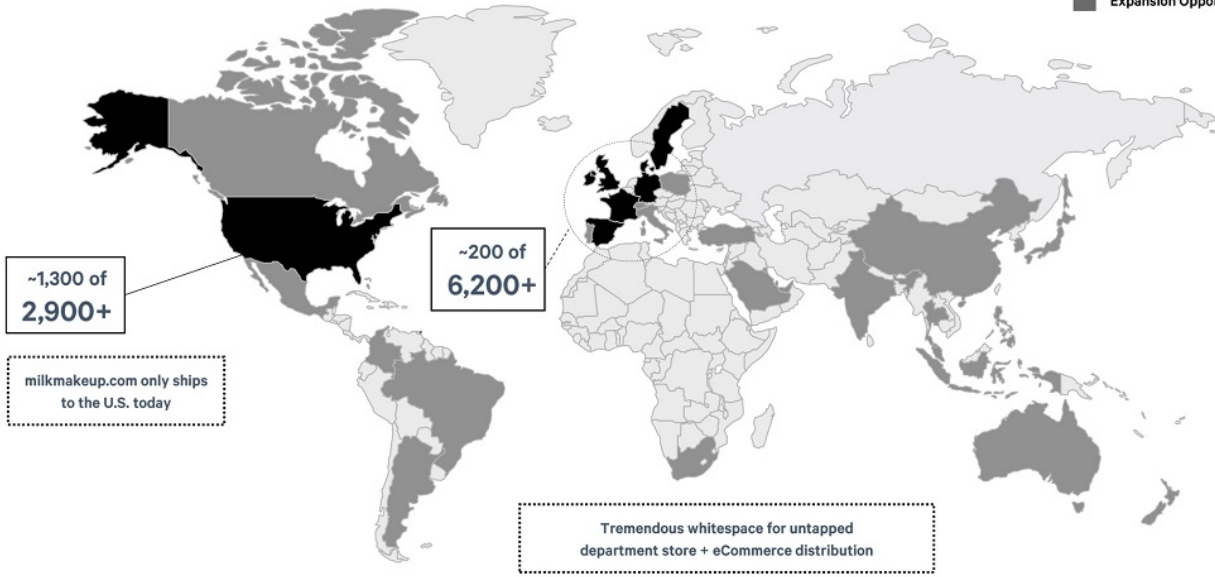 Expansion
~1,300 of
2,900+
~200 of
6,200+
milkmakeup.com only ships
to the U.S. today
Tremendous whitespace for untapped
department store + eCommerce distribution